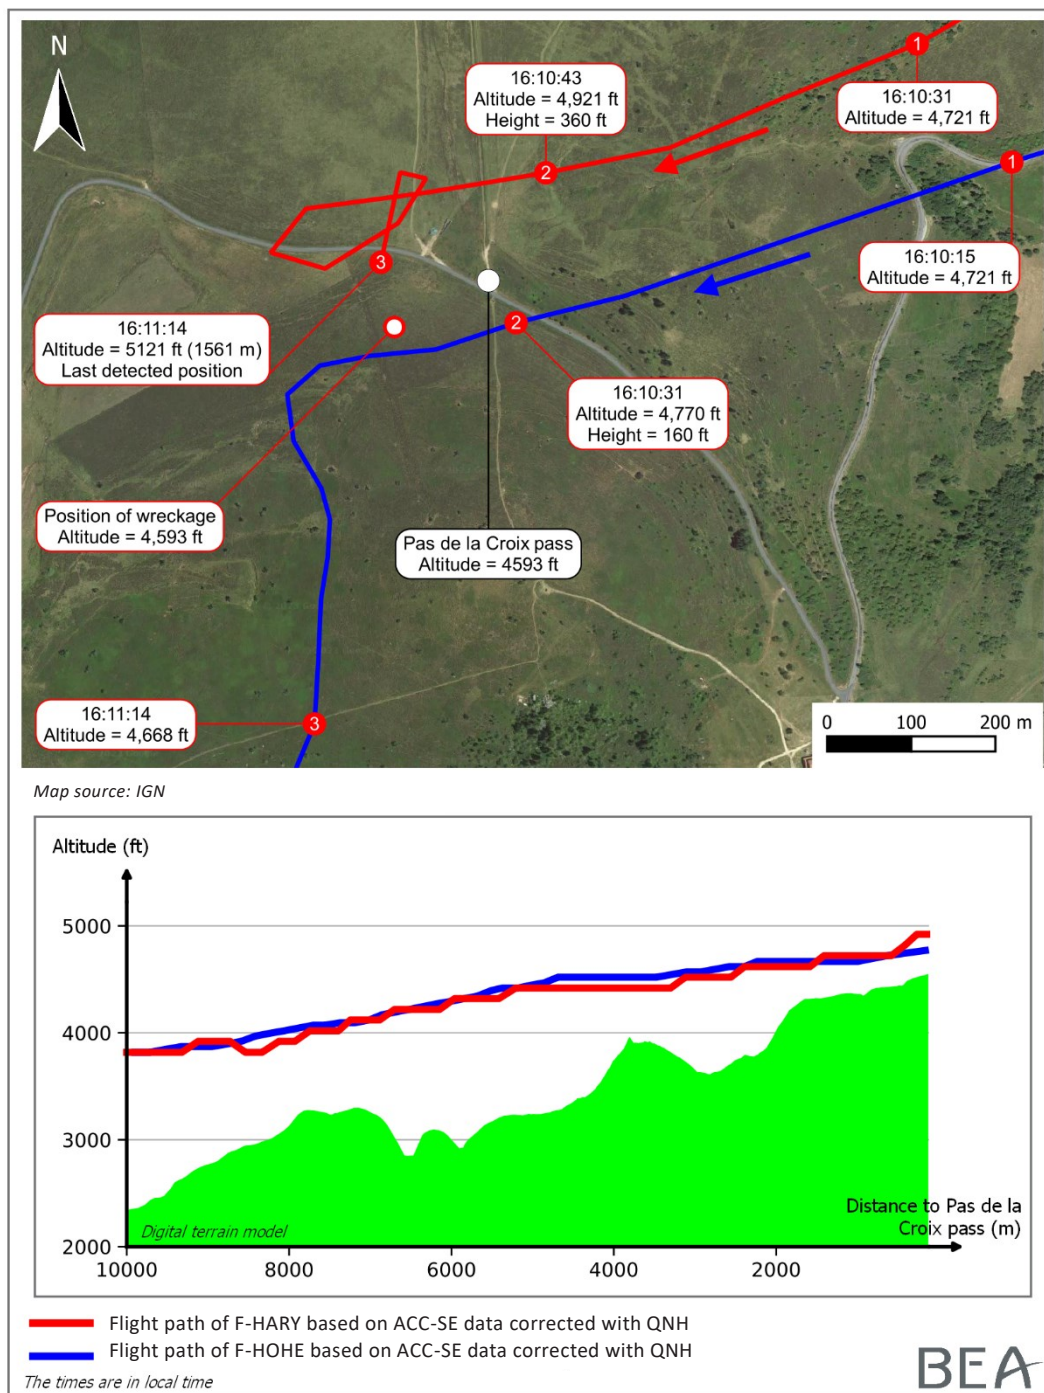 N
1
16:10:43
Altitude = 4,921 ft
Height = 360 ft
16:10:31
Altitude = 4,721 ft
2
1
16:10:15
Altitude = 4,721 ft
3
16:11:14
Altitude = 5121 ft (1561 m)
Last detected position
2
16:10:31
Altitude = 4,770 ft
Height = 160 ft
Position of wreckage
Altitude = 4,593 ft
Pas de la Croix pass
Altitude = 4593 ft
16:11:14
Altitude = 4,668 ft
3
0 100 200 m
Map source: IGN
Altitude (ft)
5000
4000
3000
2000
Digital terrain model
Distance to Pas de la
Croix pass (m)
10000 8000 6000 4000 2000
Flight path of F-HARY based on ACC-SE data corrected with QNH
Flight path of F-HOHE based on ACC-SE data corrected with QNH
The times are in local time
BEA